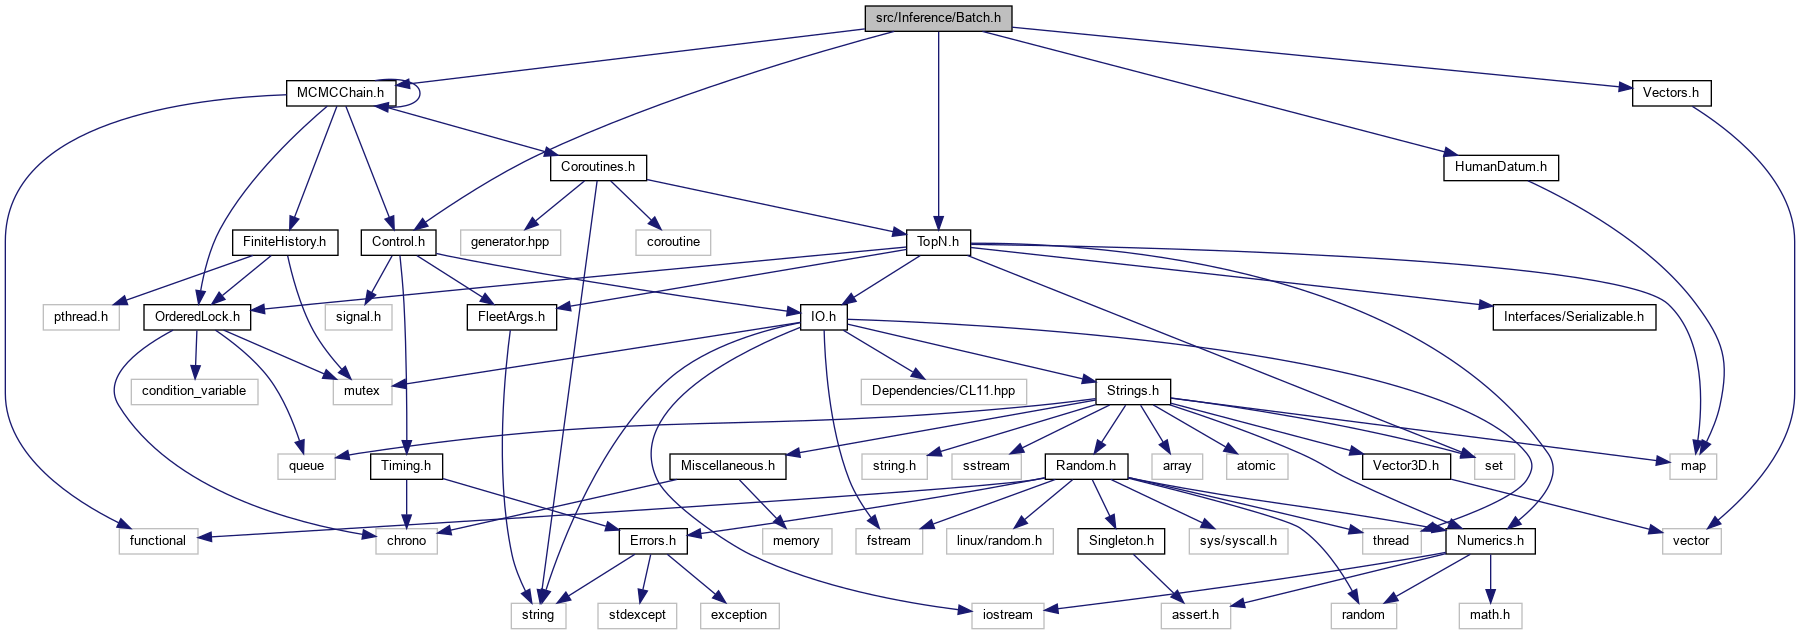 src/Inference/Batch.h
MCMCChain.h
Vectors.h
Coroutines.h
HumanDatum.h
FiniteHistory.h
Control.h
generator.hpp
coroutine
TopN.h
pthread.h
OrderedLock.h
signal.h
FleetArgs.h
IO.h
Interfaces/Serializable.h
condition_variable
mutex
Dependencies/CL11.hpp
Strings.h
queue
Timing.h
Miscellaneous.h
string.h
sstream
Random.h
array
atomic
Vector3D.h
set
map
functional
chrono
Errors.h
memory
fstream
linux/random.h
Singleton.h
sys/syscall.h
thread
Numerics.h
vector
string
stdexcept
exception
iostream
assert.h
random
math.h